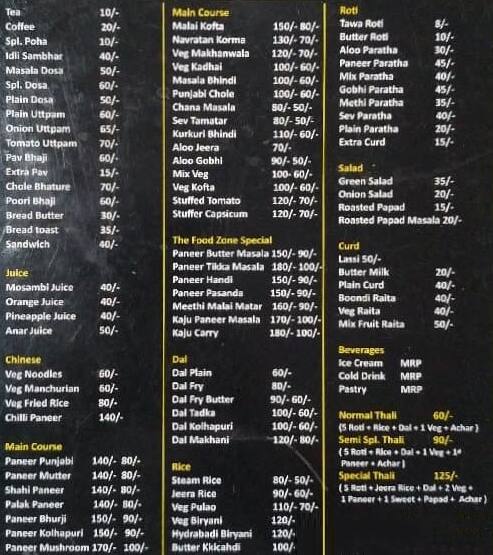 Tea 10/-
Coffee 20/-
Spl. Poha 10/-
Idli Sambhar 40/-
Masala Dosa 50/-
Spl. Dosa 60/-
Plain Dosa 50/-
Plain Uttpam 60/-
Onion Uttpam 65/-
Tomato Uttpam 70/-
Pav Bhaji 60/-
Extra Pav 15/-
Chole Bhature 70/-
Poori Bhaji 60/-
Bread Butter 30/-
Bread toast 35/-
Sandwich 40/-
Juice
Mosambi Juice 40/-
Orange Juice 40/-
Pineapple Juice 40/-
Anar Juice 50/-
Chinese
Veg Noodles 60/-
Veg Manchurian 60/-
Veg Fried Rice 80/-
Chilli Paneer 140/-
Main Course
Paneer Punjabi 140/- 80/-
Paneer Mutter 140/- 80/-
Shahi Paneer 140/- 80/-
Palak Paneer 140/- 80/-
Paneer Bhurji 150/- 90/-
Paneer Kolhapuri 150/- 90/-
Paneer Mushroom 170/- 100/-
Main Course
Malai Kofta 150/- 80/-
Navratan Korma 130/- 70/-
Veg Makhanwala 120/- 70/-
Veg Kadhai 100/- 60/-
Masala Bhindi 100/- 60/-
Punjabi Chole 100/- 60/-
Chana Masala 80/- 50/-
Sev Tamatar 80/- 50/-
Kurkuri Bhindi 110/- 60/-
Aloo Jeera 70/-
Aloo Gobhi 90/- 50/-
Mix Veg 100- 60/-
Veg Kofta 100/- 60/-
Stuffed Tomato 120/- 70/-
Stuffer Capsicum 120/- 70/-
The Food Zone Special
Paneer Butter Masala 150/- 90/-
Paneer Tikka Masala 180/- 100/-
Paneer Handi 150/- 90/-
Paneer Pasanda 150/- 90/-
Meethi Malai Matar 160/- 90/-
Kaju Paneer Masala 170/- 100/-
Kaju Carry 180/- 100/-
Dal
Dal Plain 60/-
Dal Fry 80/-
Dal Fry Butter 90/- 60/-
Dal Tadka 100/- 60/-
Dal Kolhapuri 100/- 60/-
Dal Makhani 120/- 80/-
Rice
Steam Rice 80/- 50/-
Jeera Rice 90/- 60/-
Veg Pulao 110/- 70/-
Veg Biryani 120/-
Hydrabadi Biryani 120/-
Butter Kkicahdi 100/-
Roti
Tawa Roti 8/-
Butter Roti 10/-
Aloo Paratha 30/-
Paneer Paratha 45/-
Mix Paratha 40/-
Gobhi Paratha 45/-
Methi Paratha 35/-
Sev Paratha 40/-
Plain Paratha 20/-
Extra Curd 15/-
Salad
Green Salad 35/-
Onion Salad 20/-
Roasted Papad 15/-
Roasted Papad Masala 20/-
Curd
Lassi 50/-
Butter Milk 20/-
Plain Curd 40/-
Boondi Raita 40/-
Veg Raita 40/-
Mix Fruit Raita 50/-
Beverages
Ice Cream MRP
Cold Drink MRP
Pastry MRP
Normal Thali 60/-
(5 Roti + Rice + Dal + 1 Veg + Achar )
Semi Spl. Thali 90/-
( 5 Roti + Rice + Dal + 1 Veg + 1st
Paneer + Achar )
Special Thali 125/-
( 5 Roti + Jeera Rice + Dal + 2 Veg +
1 Paneer + 1 Sweet + Papad + Achar )